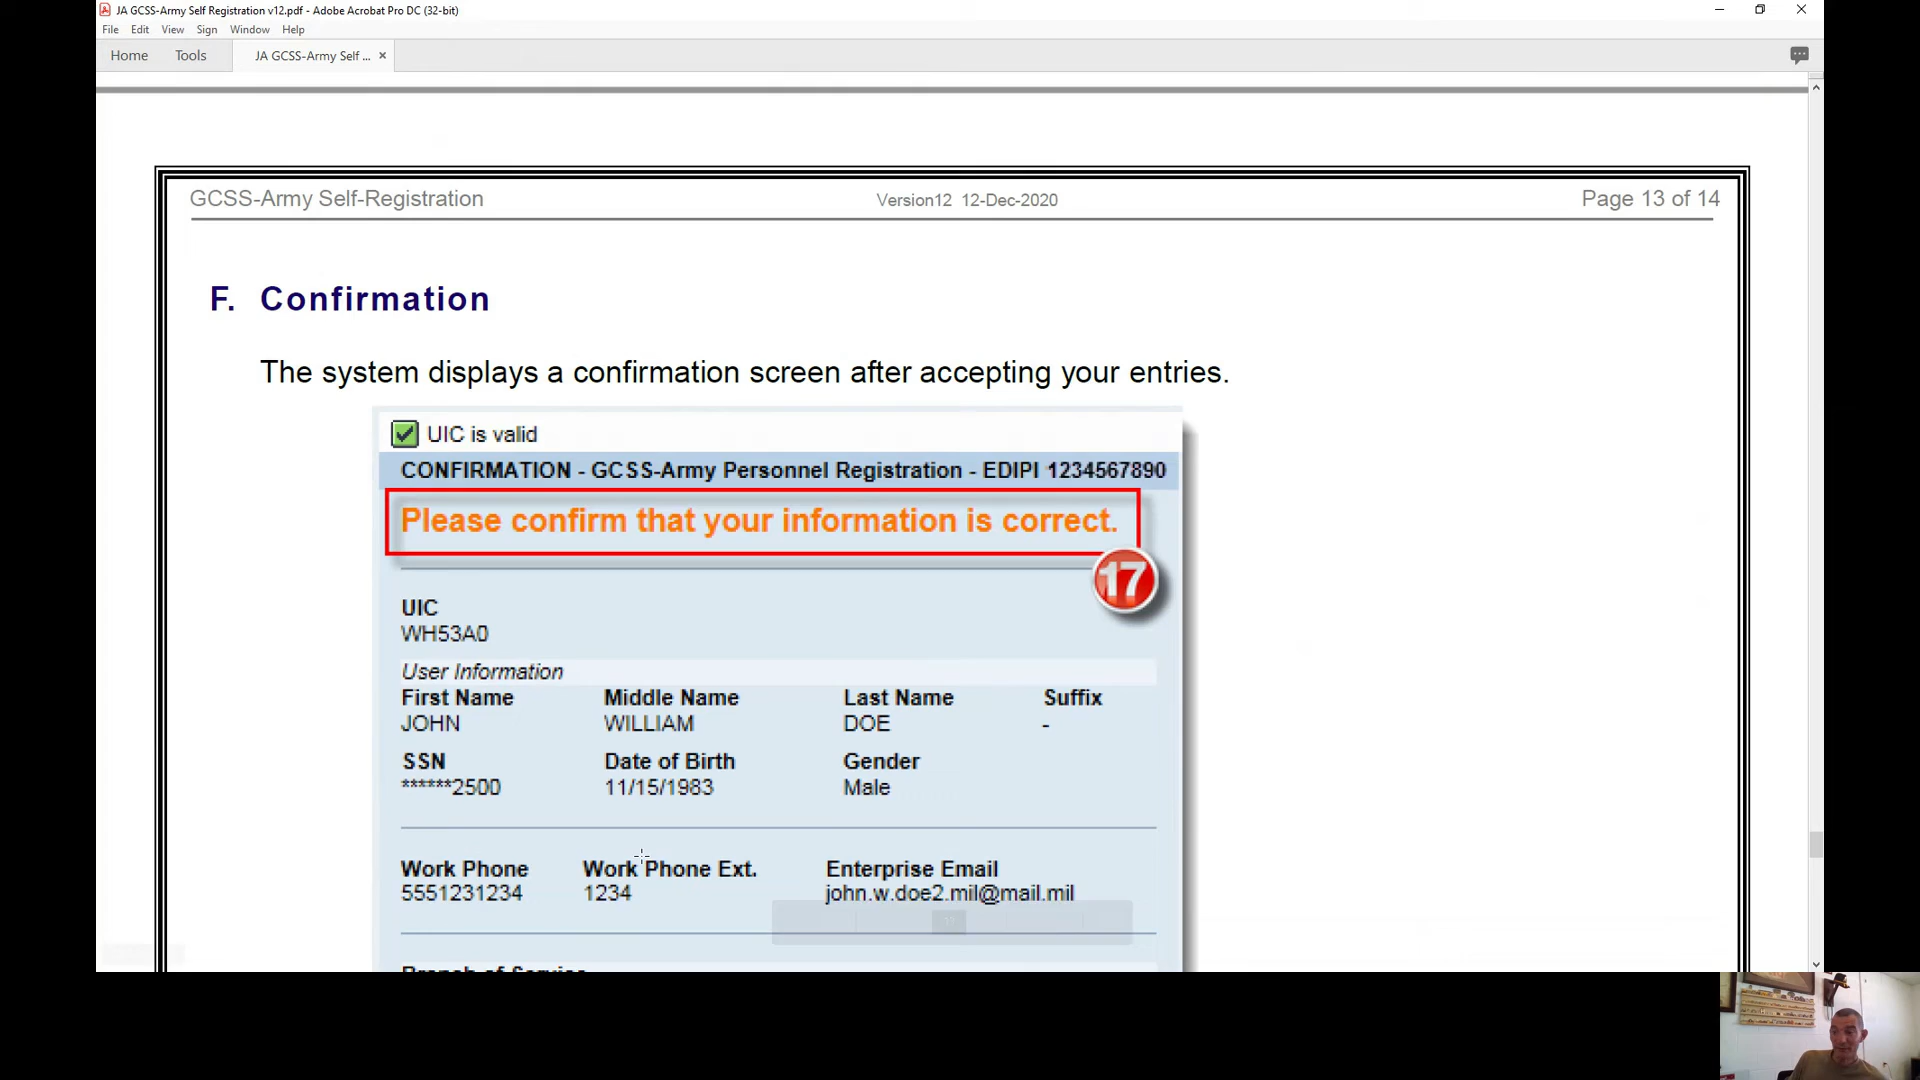 JA GCSS-Army Self Registration v12.pdf - Adobe Acrobat Pro DC (32-bit)
File Edit View Sign Window Help
Home Tools JA GCSS-Army Self ... ×
GCSS-Army Self-Registration Version12 12-Dec-2020 Page 13 of 14
F. Confirmation
The system displays a confirmation screen after accepting your entries.
UIC is valid
CONFIRMATION - GCSS-Army Personnel Registration - EDIPI 1234567890
Please confirm that your information is correct.
17
UIC
WH53A0
User Information
First Name Middle Name Last Name Suffix
JOHN WILLIAM DOE -
SSN Date of Birth Gender
******2500 11/15/1983 Male
Work Phone Work Phone Ext. Enterprise Email
5551231234 1234 john.w.doe2.mil@mail.mil
Branch of Service